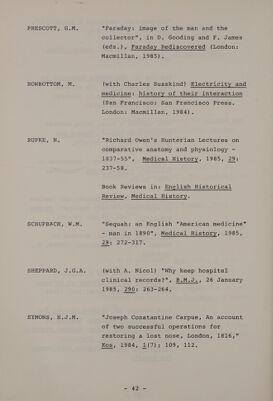 PRESCOTT, G.M. "Faraday: image of the man and the
collector", in D. Gooding and F. James
(eds.), Faraday Rediscovered (London:
Macmillan, 1985).
ROWBOTTOM, M. (with Charles Susskind) Electricity and
medicine: history of their interaction
(San Francisco: San Francisco Press.
London: Macmillan, 1984).
RUPKE, N. "Richard Owen's Hunterian Lectures on
comparative anatomy and physiology -
1837-55", Medical History, 1985, 29:
237-58.
Book Reviews in: English Historical
Review, Medical History.
SCHUPBACH, W.M. "Sequah: an English "American medicine"
- man in 1890", Medical History, 1985,
29: 272-317.
SHEPPARD, J.G.A. (with A. Nicol) "Why keep hospital
clinical records?", B.M.J., 26 January
1985, 290: 263-264.
SYMONS, H.J.M. "Joseph Constantine Carpue, An account
of two successful operations for
restoring a lost nose, London, 1816,"
Kos, 1984, 1(7): 109, 112.
- 42 -